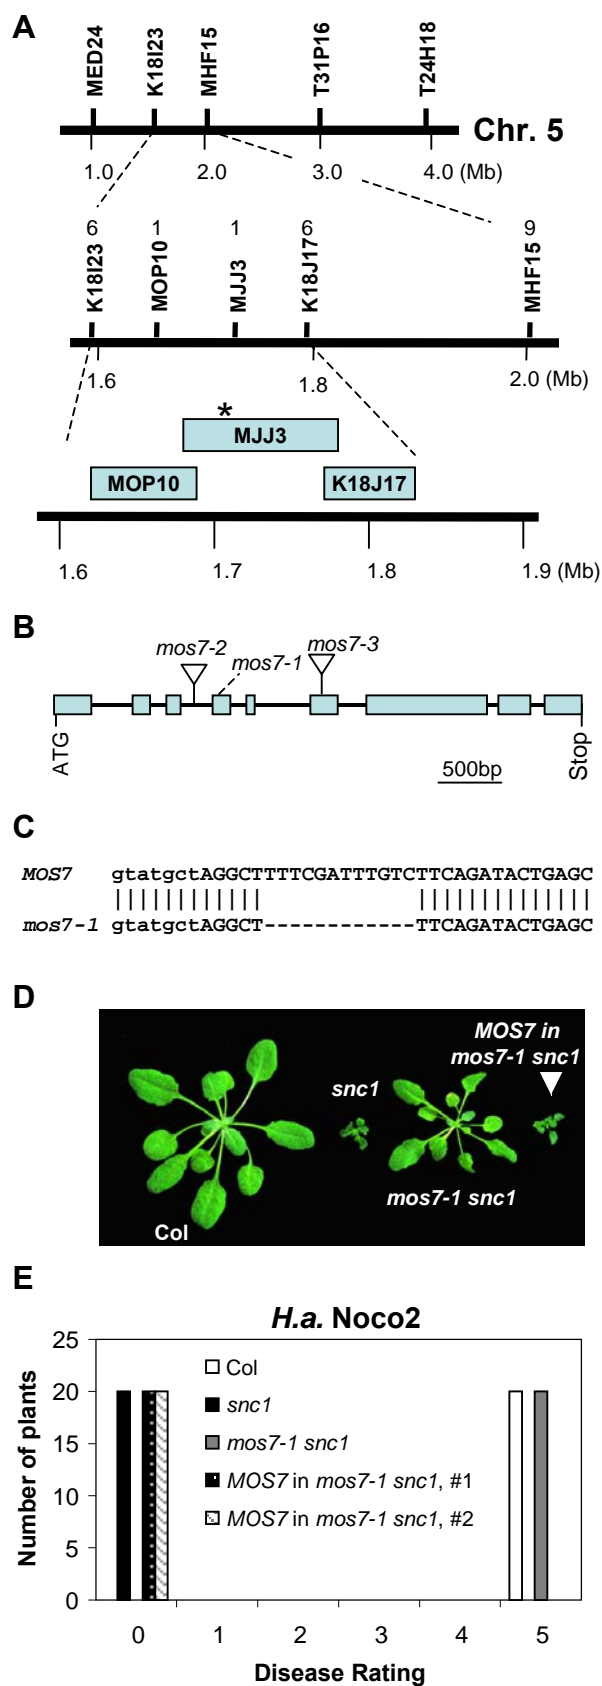 A
MED24 K18I23 MHF15 T31P16 T24H18
Chr. 5
1.0 2.0 3.0 4.0 (Mb)
6 1 1 6 9
K18I23 MOP10 MJJ3 K18J17 MHF15
1.6 1.8 2.0 (Mb)
*
MJJ3
MOP10 K18J17
1.6 1.7 1.8 1.9 (Mb)
B
mos7-2 mos7-1 mos7-3
ATG Stop
500bp
C
MOS7 gtatgctAGGCTTTTCGATTTGTCTTCAGATACTGAGC
mos7-1 gtatgctAGGCT-------------TTCAGATACTGAGC
D
MOS7 in
mos7-1 snc1
snc1
mos7-1 snc1
Col
E
H.a. Noco2
Number of plants
25
20
15
10
5
0
Col
snc1
mos7-1 snc1
MOS7 in mos7-1 snc1, #1
MOS7 in mos7-1 snc1, #2
0 1 2 3 4 5
Disease Rating